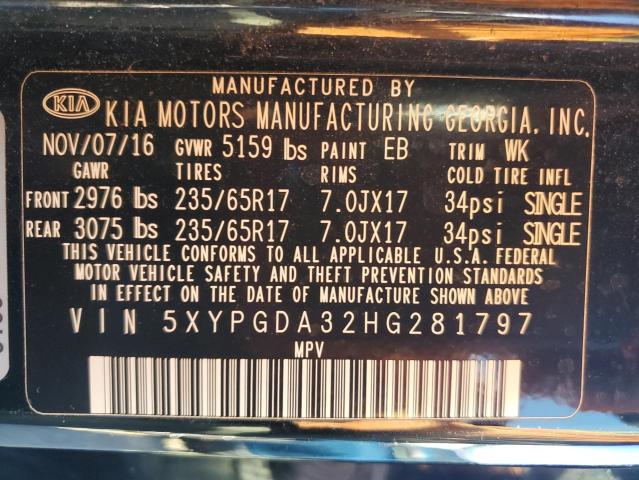 MANUFACTURED BY
KIA KIA MOTORS MANUFACTURING GEORGIA, INC.
NOV/07/16 GVWR 5159 lbs PAINT EB TRIM WK
GAWR TIRES RIMS COLD TIRE INFL
FRONT 2976 lbs 235/65R17 7.0JX17 34psi SINGLE
REAR 3075 lbs 235/65R17 7.0JX17 34psi SINGLE
THIS VEHICLE CONFORMS TO ALL APPLICABLE U.S.A. FEDERAL
MOTOR VEHICLE SAFETY AND THEFT PREVENTION STANDARDS
IN EFFECT ON THE DATE OF MANUFACTURE SHOWN ABOVE
VIN 5XYPGDA32HG281797
MPV